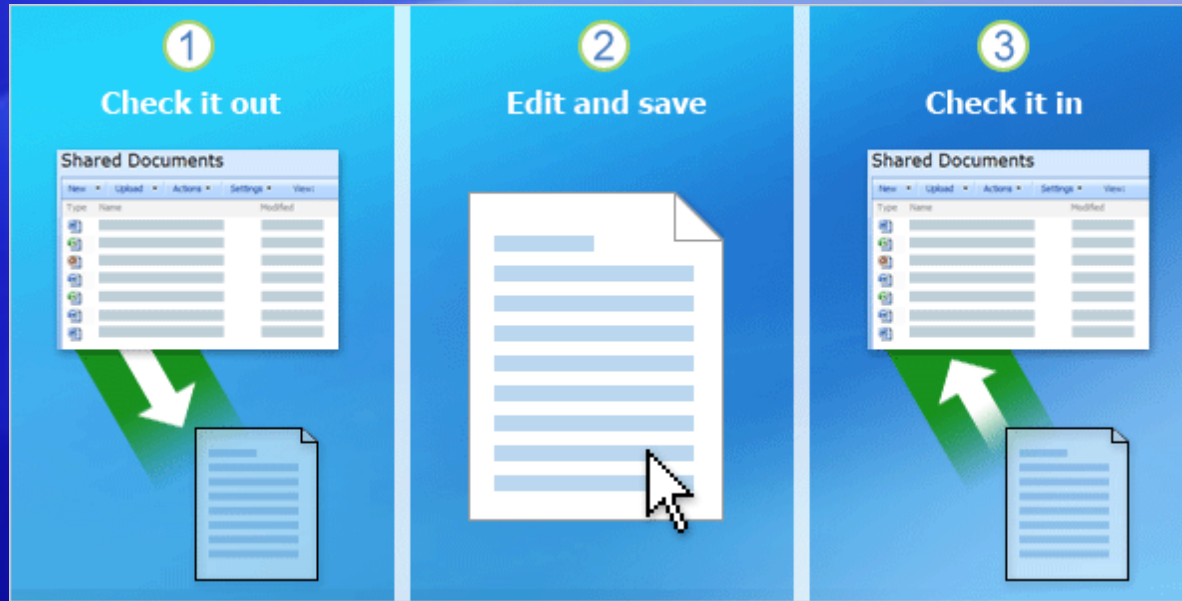 1
Check it out
Shared Documents
New Upload Actions Settings View:
Type Name Modified
2
Edit and save
3
Check it in
Shared Documents
New Upload Actions Settings View:
Type Name Modified